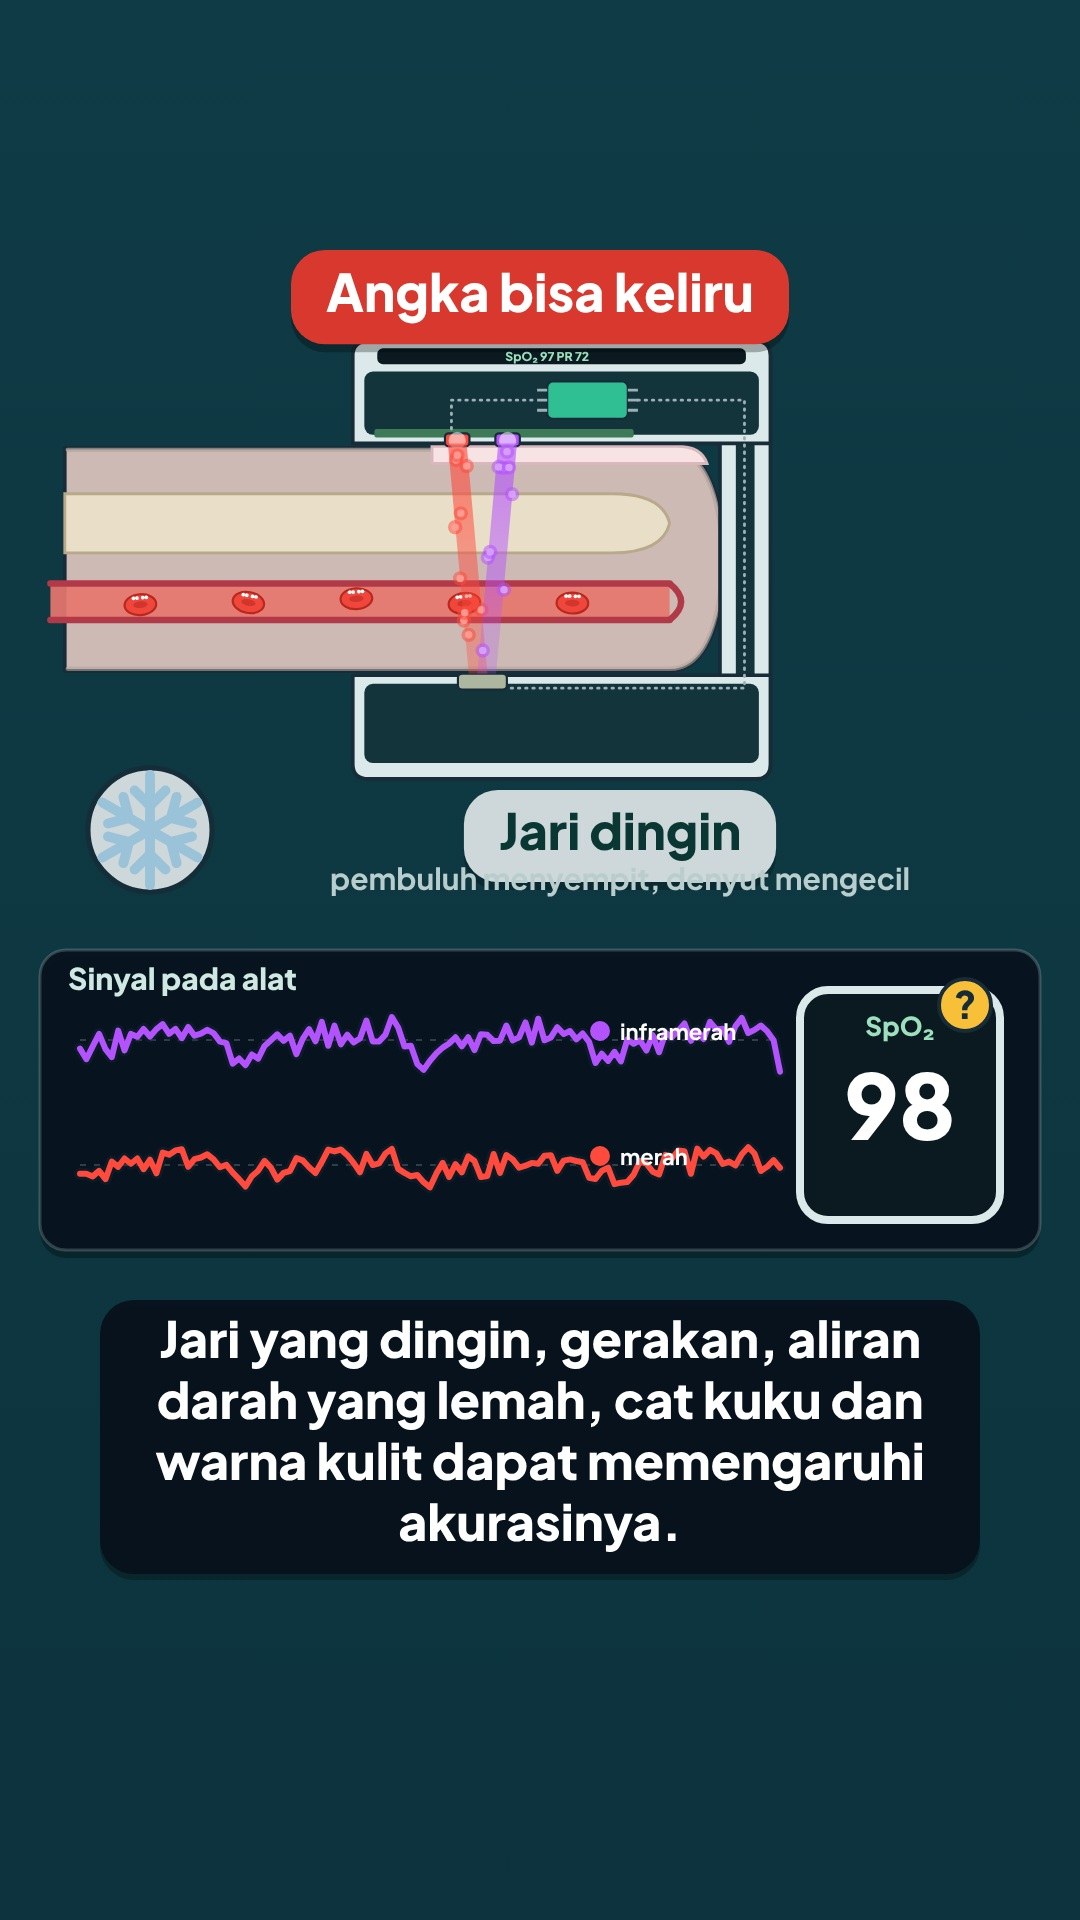 Angka bisa keliru
SpO₂ 97 PR 72
Jari dingin
pembuluh menyempit, denyut mengecil
Sinyal pada alat
inframerah
merah
?
SpO₂
98
Jari yang dingin, gerakan, aliran
darah yang lemah, cat kuku dan
warna kulit dapat memengaruhi
akurasinya.